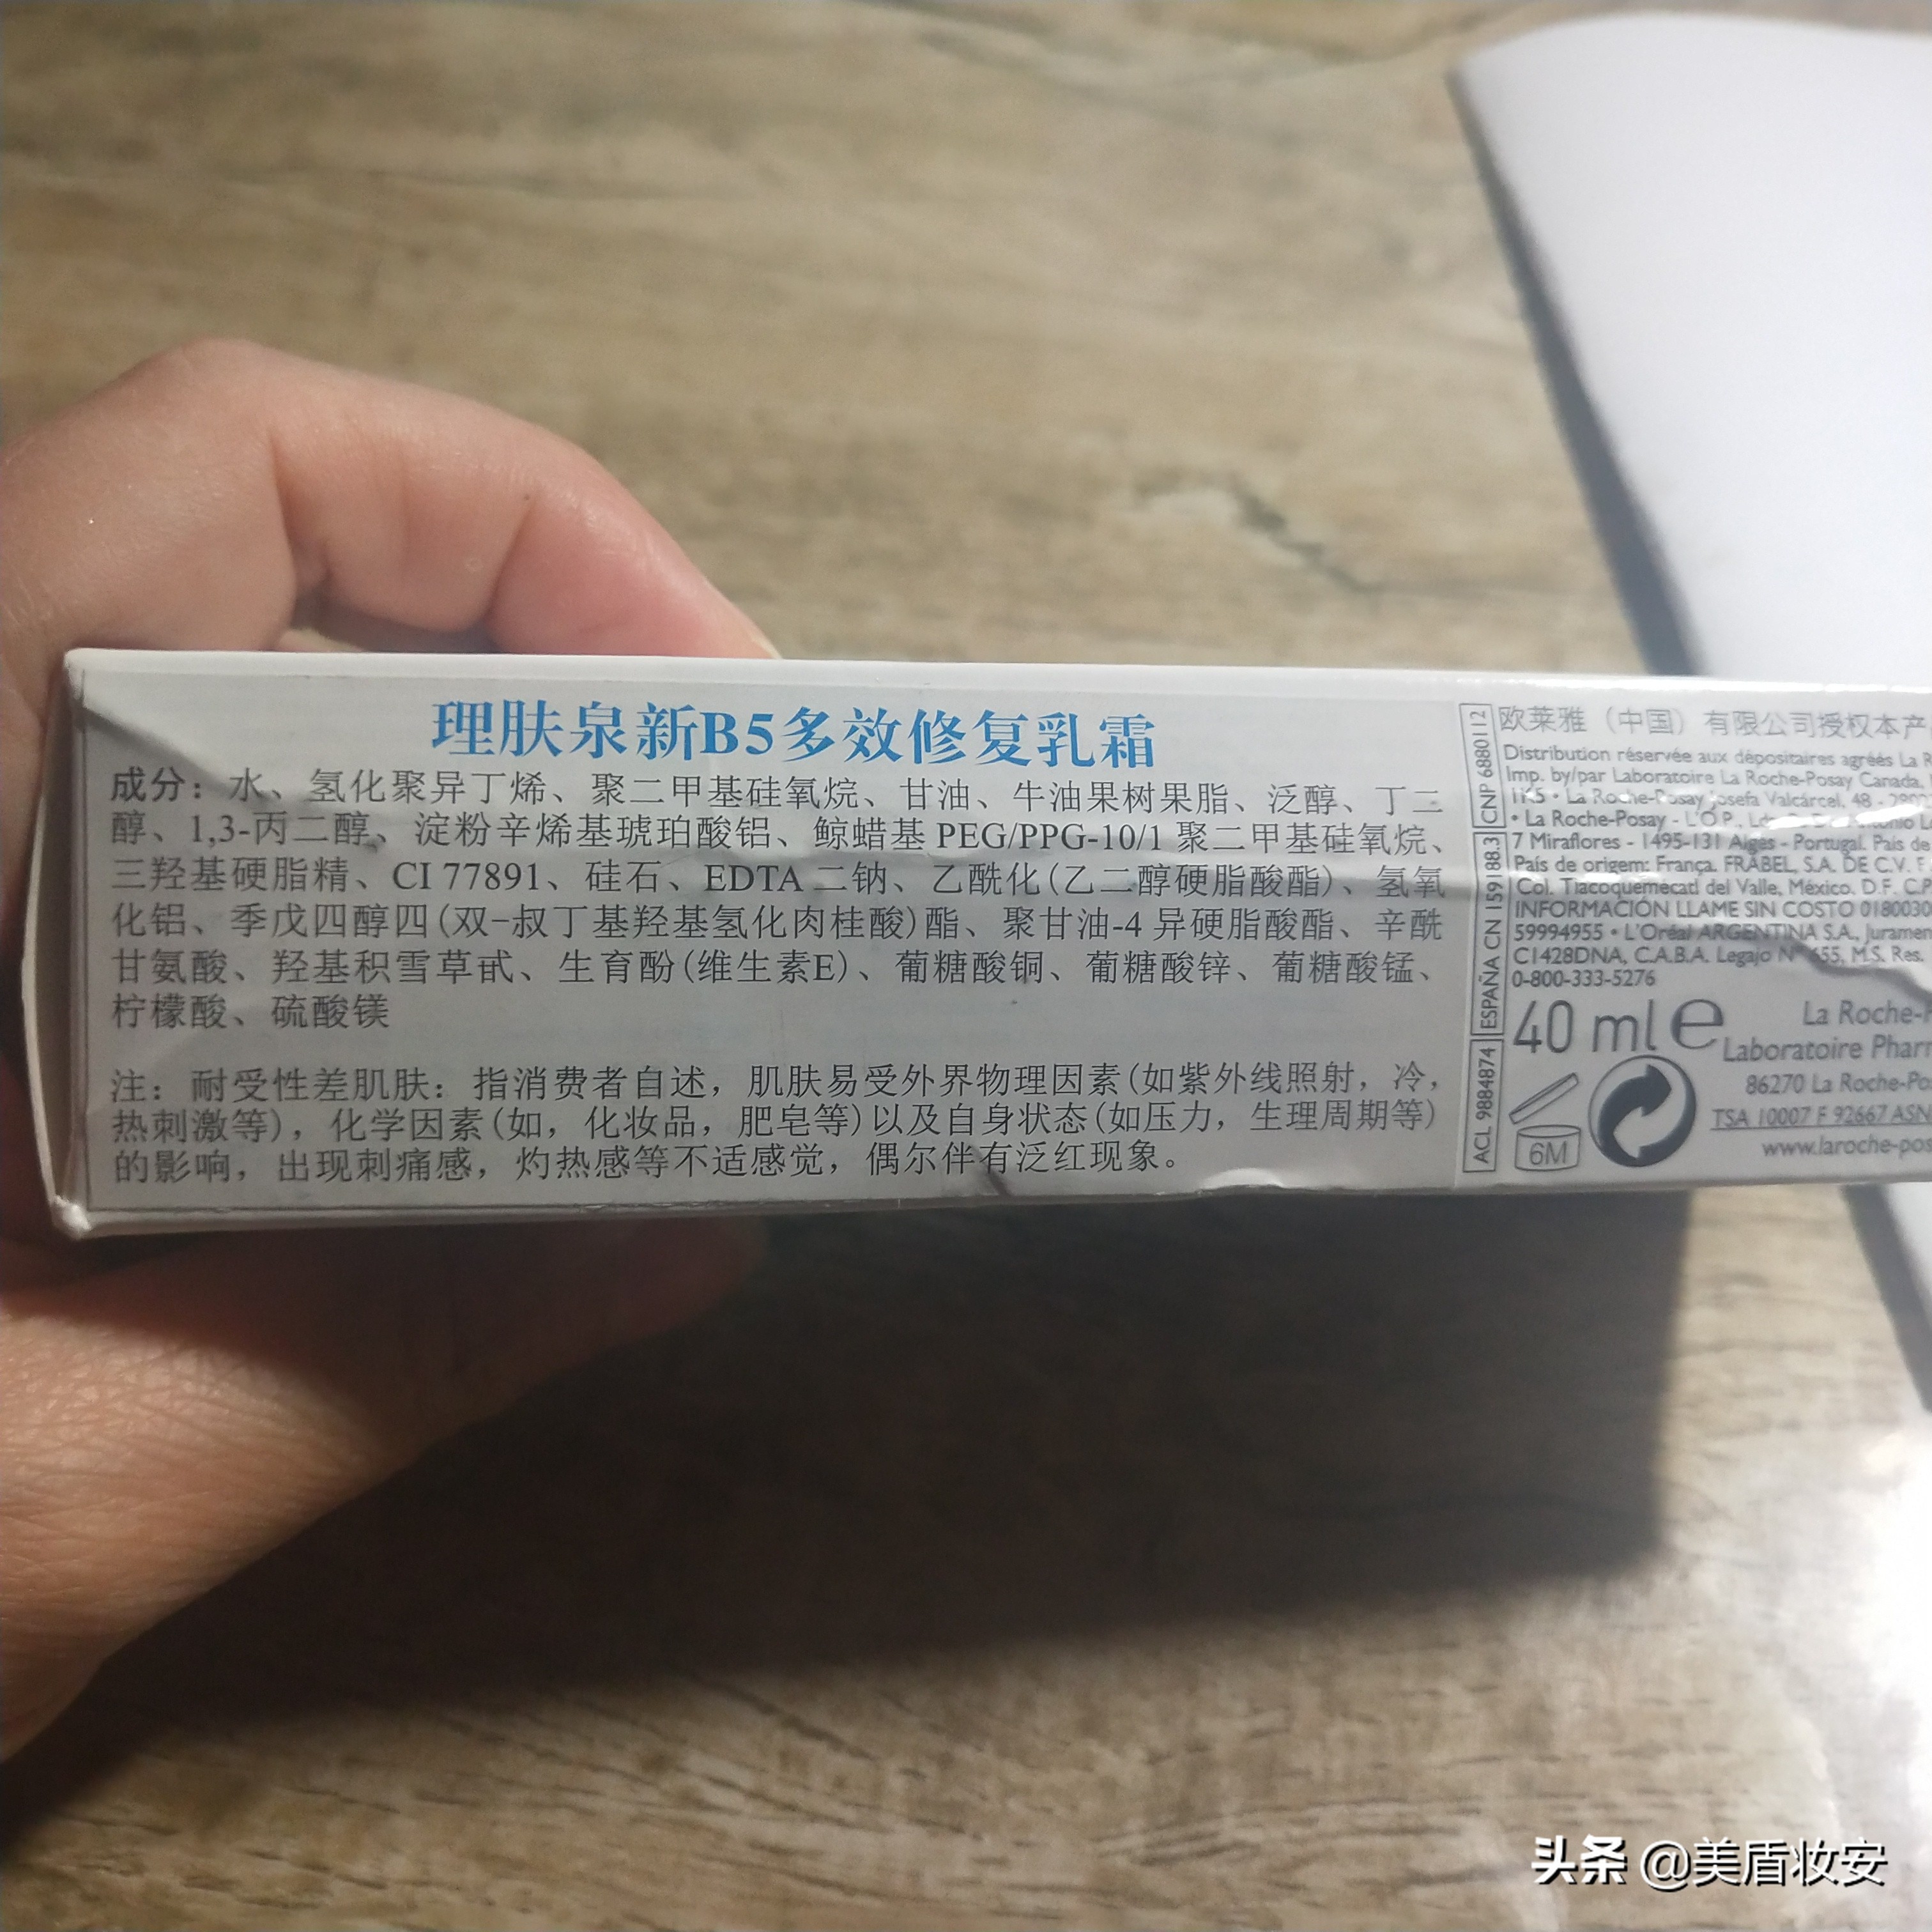 理肤泉新B5多效修复乳霜
成分：水、氢化聚异丁烯、聚二甲基硅氧烷、甘油、牛油果树果脂、泛醇、丁二
醇、1,3-丙二醇、淀粉辛烯基琥珀酸铝、鲸蜡基 PEG/PPG-10/1 聚二甲基硅氧烷、
三羟基硬脂精、CI 77891、硅石、EDTA 二钠、乙酰化(乙二醇硬脂酸酯)、氢氧
化铝、季戊四醇四(双-叔丁基羟基氢化肉桂酸)酯、聚甘油-4 异硬脂酸酯、辛酰
甘氨酸、羟基积雪草甙、生育酚(维生素E)、葡糖酸铜、葡糖酸锌、葡糖酸锰、
柠檬酸、硫酸镁
注：耐受性差肌肤：指消费者自述，肌肤易受外界物理因素(如紫外线照射，冷，
热刺激等)，化学因素(如，化妆品，肥皂等)以及自身状态(如压力，生理周期等)
的影响，出现刺痛感，灼热感等不适感觉，偶尔伴有泛红现象。
CNP 6880112
ESPAÑA CN 159188.3
ACL 9884874
欧莱雅（中国）有限公司授权本产
Distribution réservée aux dépositaires agréés La R
Imp. by/par Laboratoire La Roche-Posay Canada,
1K5 • La Roche-Posay Josefa Valcárcel, 48 -
• La Roche-Posay - L'O.P.,
7 Miraflores - 1495-131 Alges - Portugal. País de
País de origem: França. FRABEL, S.A. DE C.V.
Col. Tlacoquemecatl del Valle, México. D.F. C.P
INFORMACIÓN LLAME SIN COSTO 0180030
59994955 • L'Oréal ARGENTINA S.A., Juramen
C1428DNA, C.A.B.A. Legajo N° 655, M.S. Res.
0-800-333-5276
40 ml e
La Roche-P
Laboratoire Pharm
86270 La Roche-Po
TSA 10007 F 92667 ASN
www.laroche-pos
6M
头条 @美盾妆安